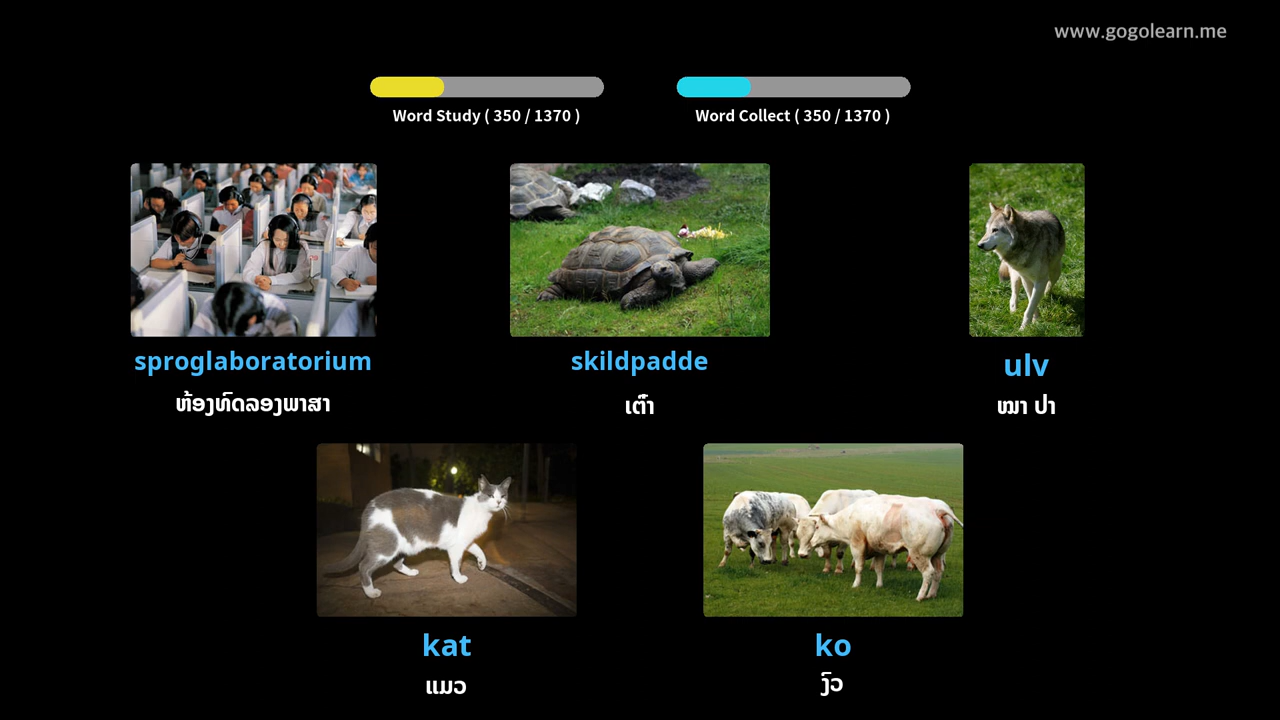 www.gogolearn.me
Word Study ( 350 / 1370 )
Word Collect ( 350 / 1370 )
sproglaboratorium
ຫ້ອງທົດລອງພາສາ
skildpadde
ເຕົ່າ
ulv
ໝາ ປ່າ
kat
ແມວ
ko
ງົວ